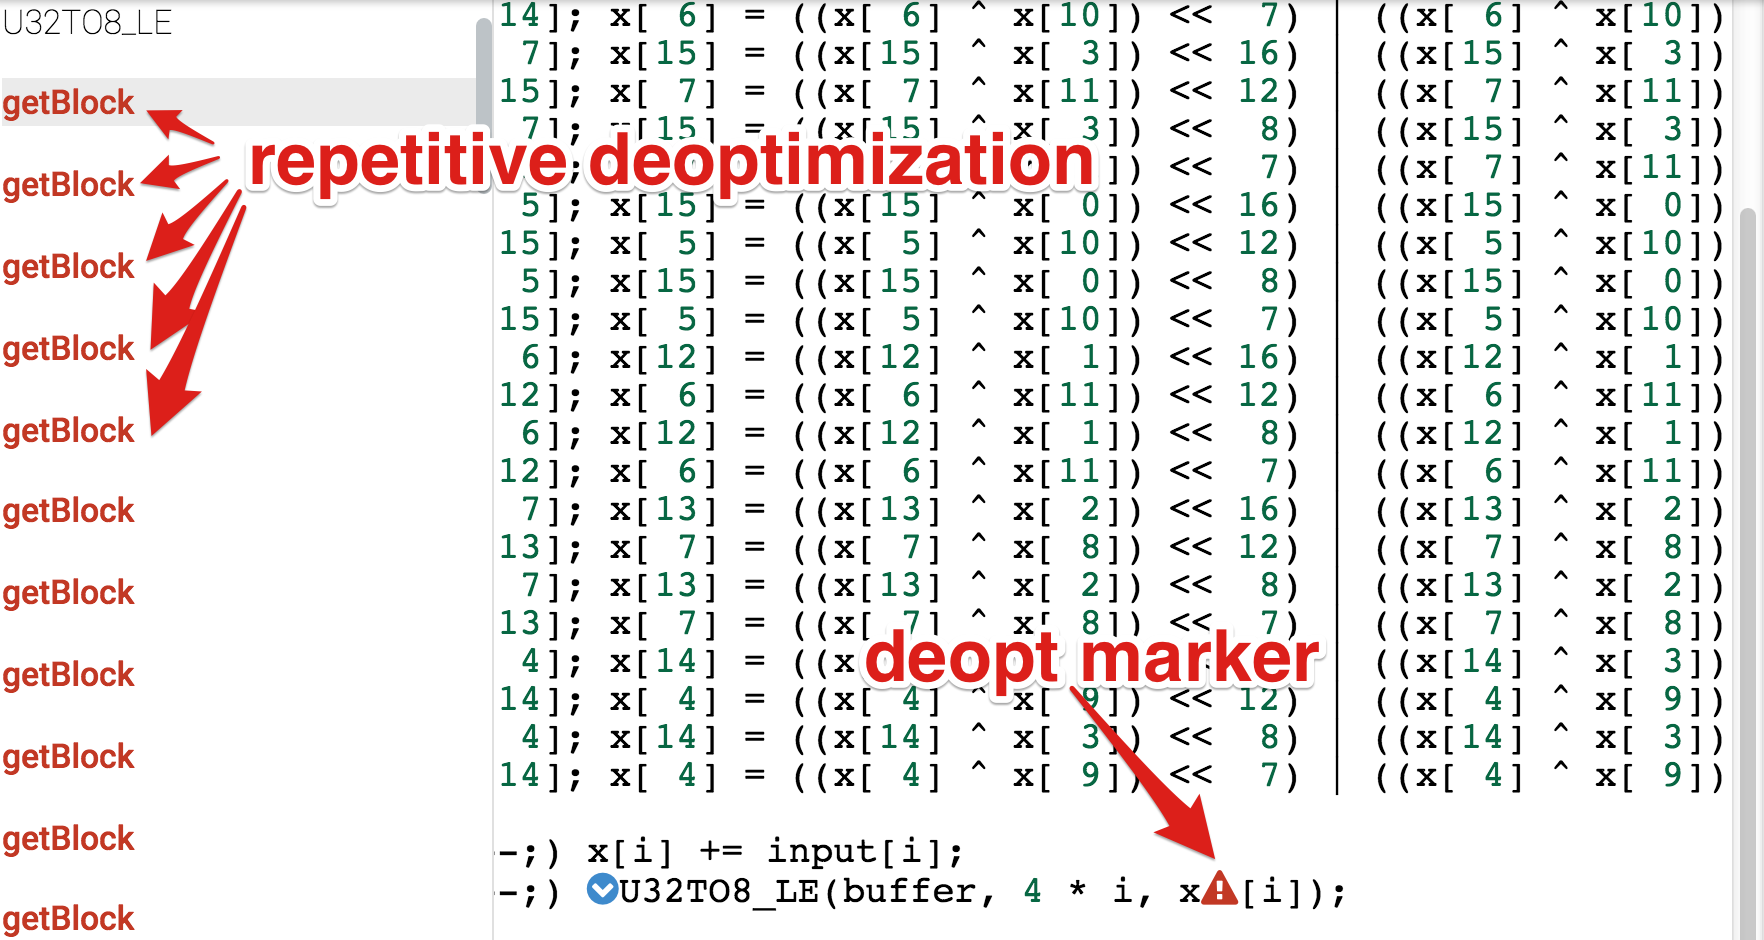 U32TO8_LE
getBlock
getBlock
getBlock
getBlock
getBlock
getBlock
getBlock
getBlock
getBlock
getBlock
getBlock
repetitive deoptimization
14]; x[ 6] = ((x[ 6] ^ x[10]) << 7) | ((x[ 6] ^ x[10])
7]; x[15] = ((x[15] ^ x[ 3]) << 16) | ((x[15] ^ x[ 3])
15]; x[ 7] = ((x[ 7] ^ x[11]) << 12) | ((x[ 7] ^ x[11])
7]; x[15] = ((x[15] ^ x[ 3]) << 8) | ((x[15] ^ x[ 3])
]) << 7) | ((x[ 7] ^ x[11])
5]; x[15] = ((x[15] ^ x[ 0]) << 16) | ((x[15] ^ x[ 0])
15]; x[ 5] = ((x[ 5] ^ x[10]) << 12) | ((x[ 5] ^ x[10])
5]; x[15] = ((x[15] ^ x[ 0]) << 8) | ((x[15] ^ x[ 0])
15]; x[ 5] = ((x[ 5] ^ x[10]) << 7) | ((x[ 5] ^ x[10])
6]; x[12] = ((x[12] ^ x[ 1]) << 16) | ((x[12] ^ x[ 1])
12]; x[ 6] = ((x[ 6] ^ x[11]) << 12) | ((x[ 6] ^ x[11])
6]; x[12] = ((x[12] ^ x[ 1]) << 8) | ((x[12] ^ x[ 1])
12]; x[ 6] = ((x[ 6] ^ x[11]) << 7) | ((x[ 6] ^ x[11])
7]; x[13] = ((x[13] ^ x[ 2]) << 16) | ((x[13] ^ x[ 2])
13]; x[ 7] = ((x[ 7] ^ x[ 8]) << 12) | ((x[ 7] ^ x[ 8])
7]; x[13] = ((x[13] ^ x[ 2]) << 8) | ((x[13] ^ x[ 2])
13]; x[ 7] = ((x[ 7] ^ x[ 8]) << 7) | ((x[ 7] ^ x[ 8])
deopt marker
4]; x[14] = ((x | ((x[14] ^ x[ 3])
14]; x[ 4] = ((x[ 4] ^ x[ 9]) << 12) | ((x[ 4] ^ x[ 9])
4]; x[14] = ((x[14] ^ x[ 3]) << 8) | ((x[14] ^ x[ 3])
14]; x[ 4] = ((x[ 4] ^ x[ 9]) << 7) | ((x[ 4] ^ x[ 9])
-;) x[i] += input[i];
-;) U32TO8_LE(buffer, 4 * i, x[i]);